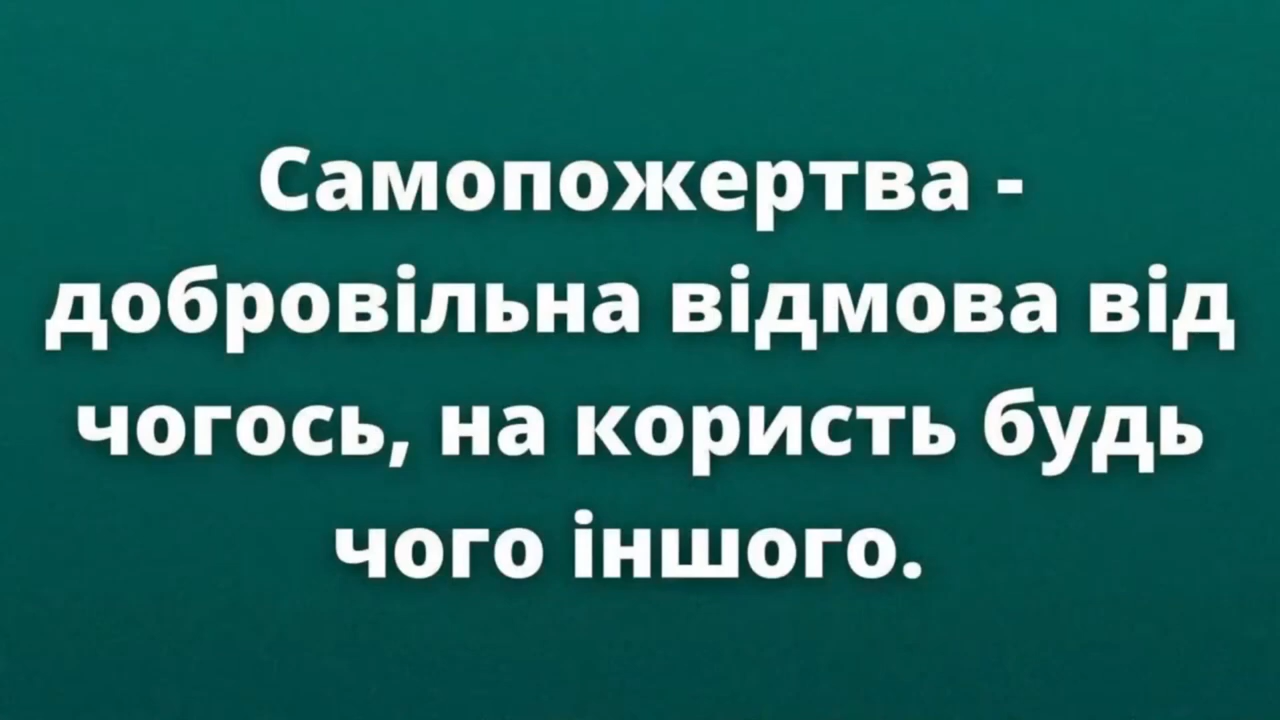 Самопожертва -
добровільна відмова від
чогось, на користь будь
чого іншого.